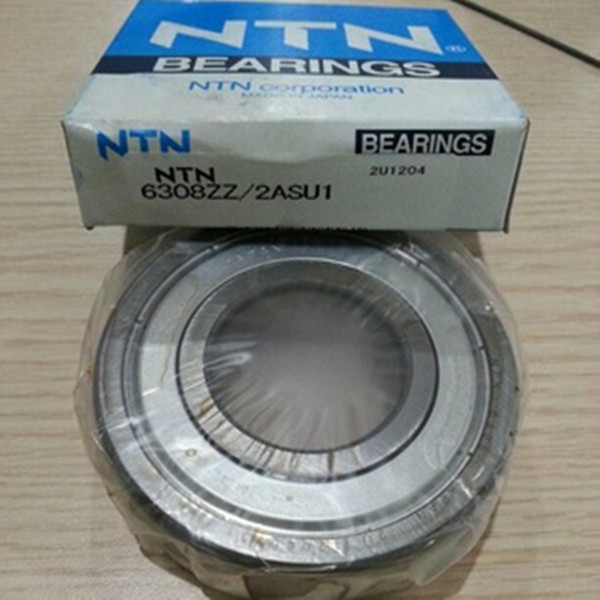 NTN®
BEARINGS
NTN corporation
MADE IN JAPAN
NTN BEARINGS
NTN
2U1204
6308ZZ/2ASU1